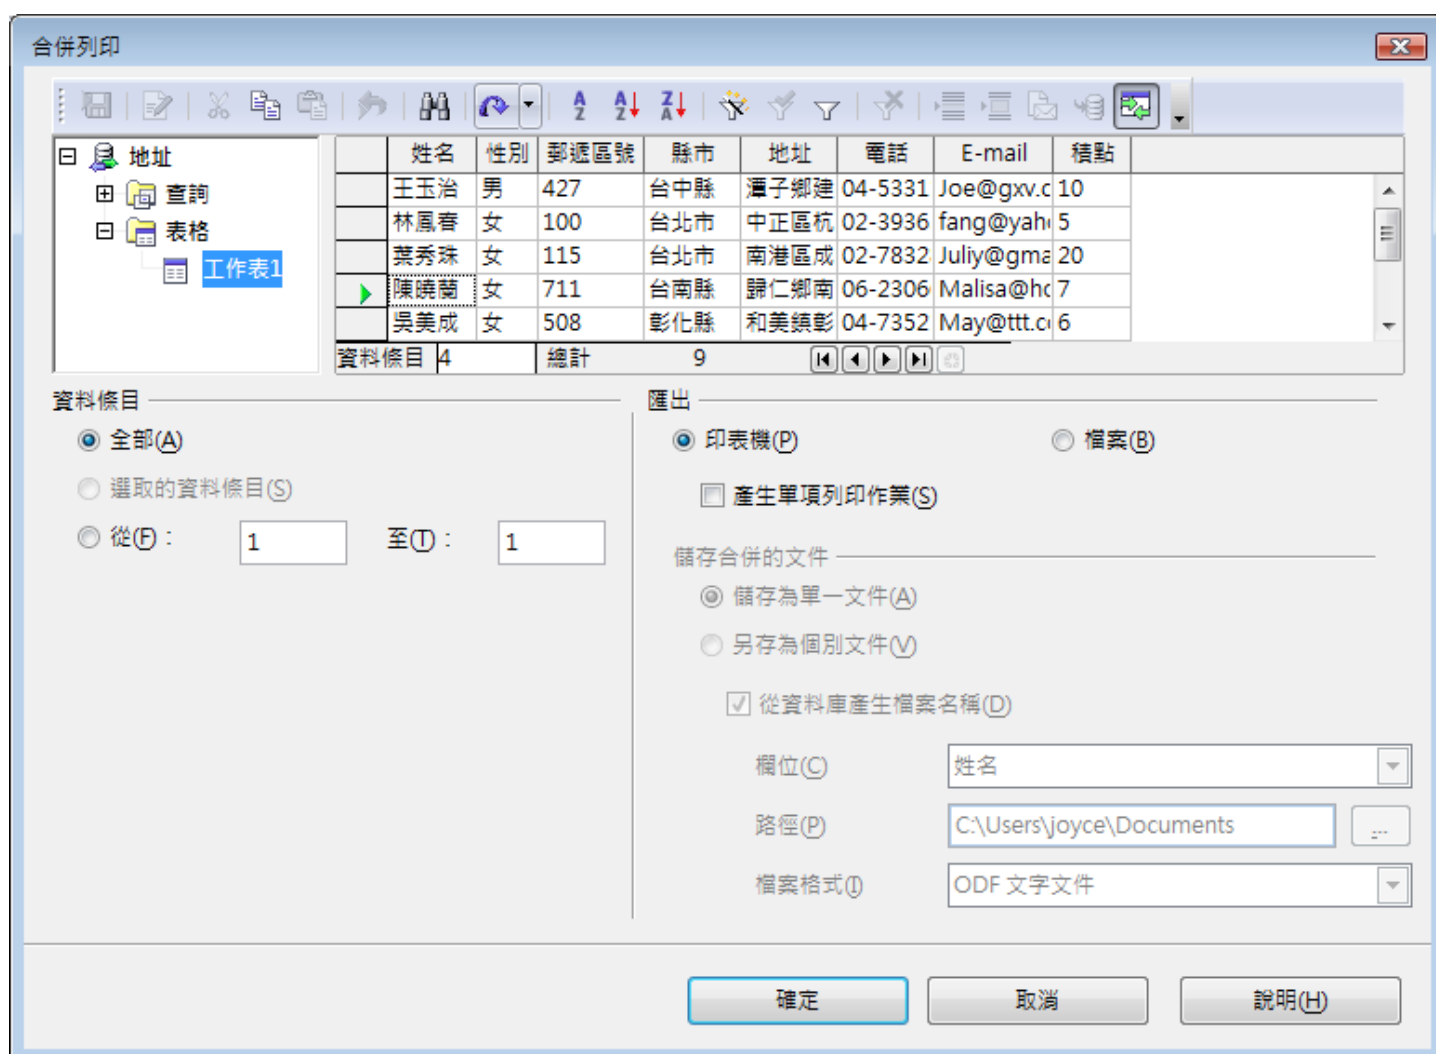 合併列印
地址
查詢
表格
工作表1
姓名 性別 郵遞區號 縣市 地址 電話 E-mail 積點
王玉治 男 427 台中縣 潭子鄉建 04-5331 Joe@gxv.c 10
林鳳春 女 100 台北市 中正區杭 02-3936 fang@yah 5
葉秀珠 女 115 台北市 南港區成 02-7832 Juliy@gma 20
陳曉蘭 女 711 台南縣 歸仁鄉南 06-2306 Malisa@ho 7
吳美成 女 508 彰化縣 和美鎮彰 04-7352 May@ttt.c 6
資料條目 4 總計 9
資料條目
全部(A)
選取的資料條目(S)
從(F)： 1 至(T)： 1
匯出
印表機(P) 檔案(B)
產生單項列印作業(S)
儲存合併的文件
儲存為單一文件(A)
另存為個別文件(V)
從資料庫產生檔案名稱(D)
欄位(C) 姓名
路徑(P) C:\Users\joyce\Documents ...
檔案格式(I) ODF 文字文件
確定 取消 說明(H)